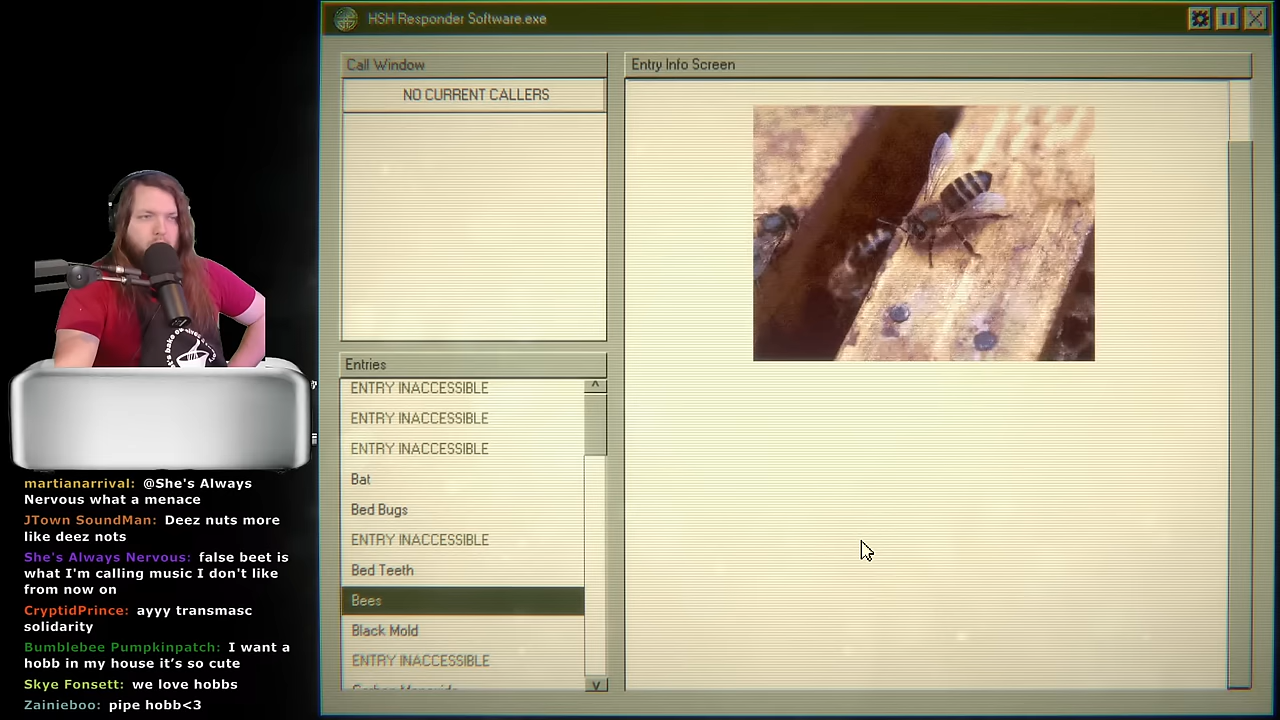 HSH Responder Software.exe
Call Window
NO CURRENT CALLERS
Entry Info Screen
Entries
ENTRY INACCESSIBLE
ENTRY INACCESSIBLE
ENTRY INACCESSIBLE
Bat
Bed Bugs
ENTRY INACCESSIBLE
Bed Teeth
Bees
Black Mold
ENTRY INACCESSIBLE
Carbon Monoxide
martianarrival: @She's Always
Nervous what a menace
JTown SoundMan: Deez nuts more
like deez nots
She's Always Nervous: false beet is
what I'm calling music I don't like
from now on
CryptidPrince: ayyy transmasc
solidarity
Bumblebee Pumpkinpatch: I want a
hobb in my house it’s so cute
Skye Fonsett: we love hobbs
Zainieboo: pipe hobb<3